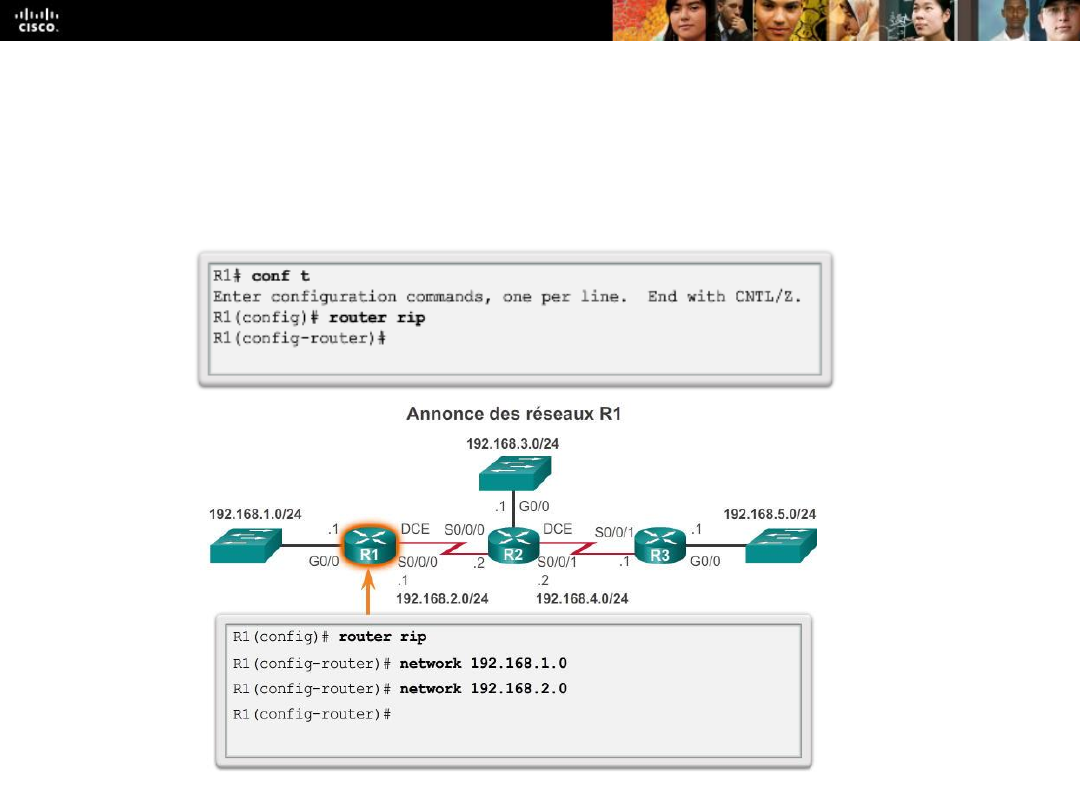 CISCO.
R1# conf t
Enter configuration commands, one per line.  End with CNTL/Z.
R1(config)# router rip
R1(config-router)#
Annonce des réseaux R1
192.168.3.0/24
.1 G0/0
192.168.1.0/24
192.168.5.0/24
.1 DCE S0/0/0 DCE S0/0/1 .1
R1 R2 R3
G0/0 S0/0/0 .2 S0/0/1 .1 G0/0
.1 .2
192.168.2.0/24 192.168.4.0/24
R1(config)# router rip
R1(config-router)# network 192.168.1.0
R1(config-router)# network 192.168.2.0
R1(config-router)#